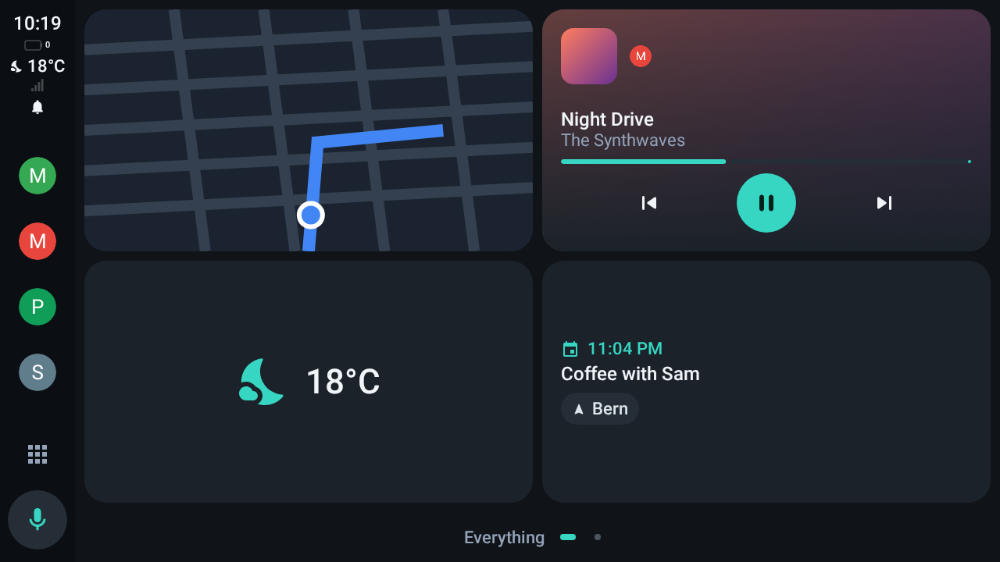 10:19
0
18°C
M
M
P
S
M
Night Drive
The Synthwaves
18°C
11:04 PM
Coffee with Sam
Bern
Everything